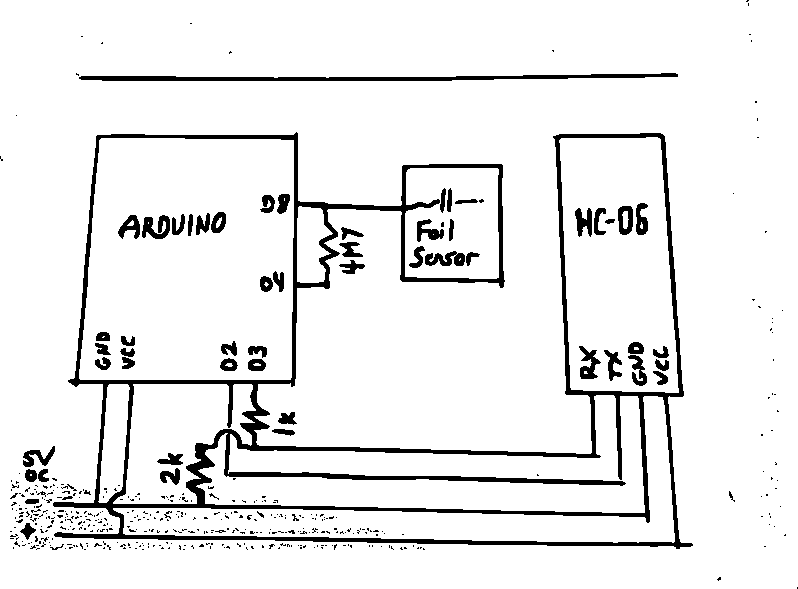 D8
ARDUINO
HC-06
Foil
Sensor
4M7
D4
GND
VCC
D2
D3
RX
TX
GND
VCC
1k
2k
5V
DC
-
+